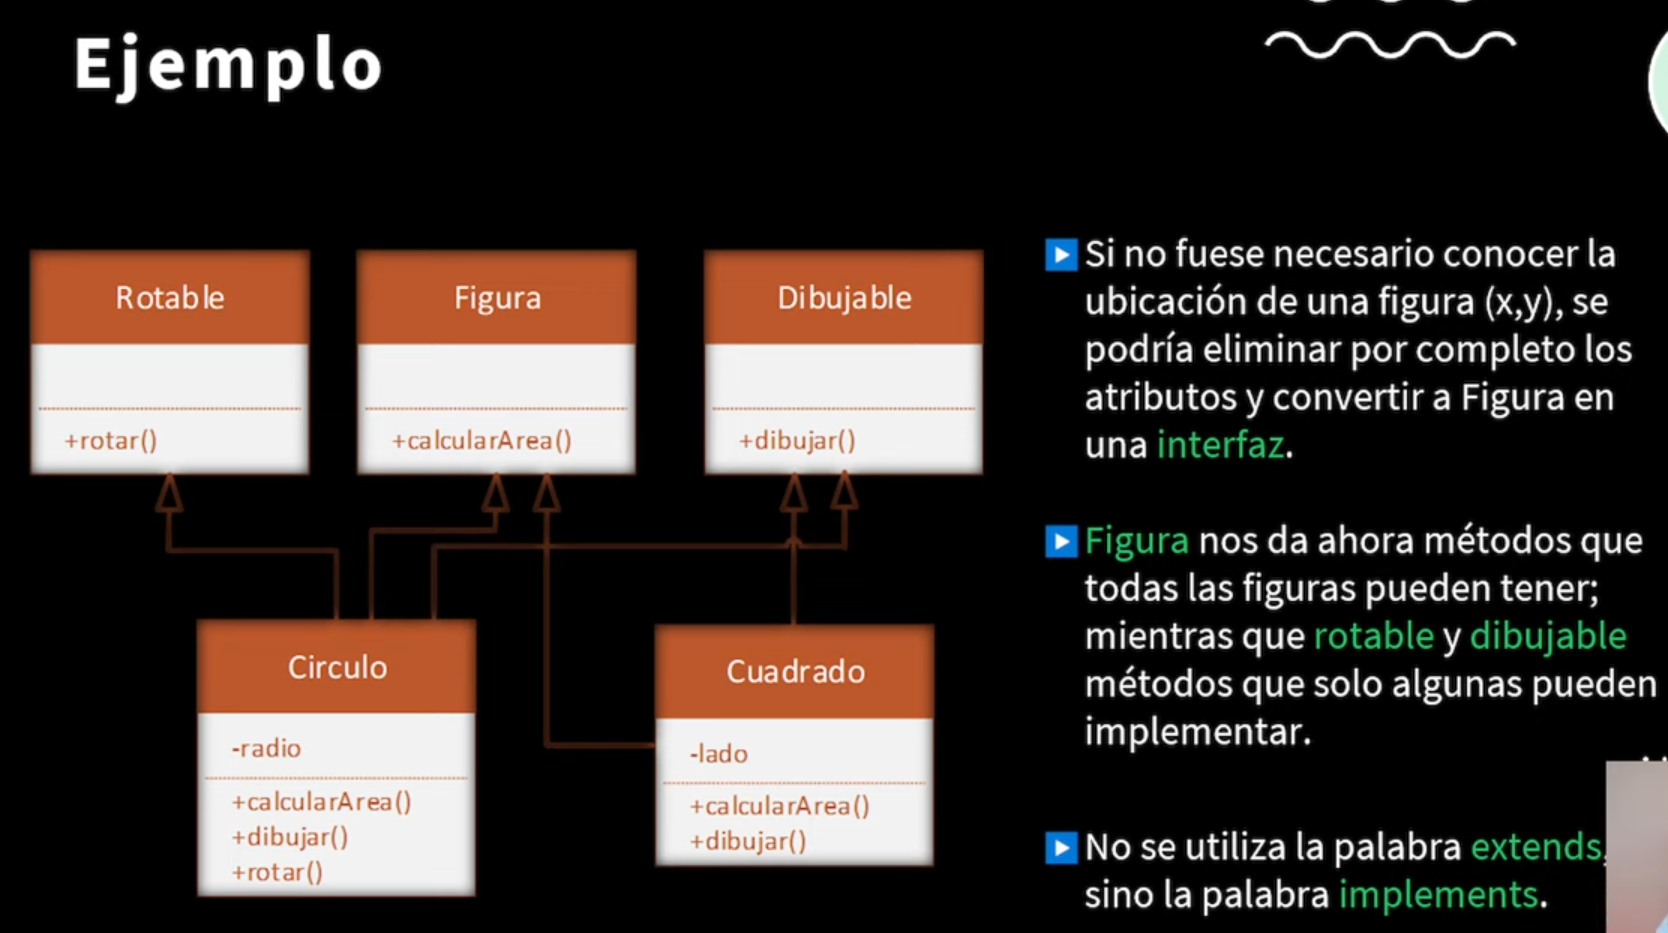 Ejemplo
Rotable
+rotar()
Figura
+calcularArea()
Dibujable
+dibujar()
Circulo
-radio
+calcularArea()
+dibujar()
+rotar()
Cuadrado
-lado
+calcularArea()
+dibujar()
Si no fuese necesario conocer la
ubicación de una figura (x,y), se
podría eliminar por completo los
atributos y convertir a Figura en
una interfaz.
Figura nos da ahora métodos que
todas las figuras pueden tener;
mientras que rotable y dibujable
métodos que solo algunas pueden
implementar.
No se utiliza la palabra extends,
sino la palabra implements.